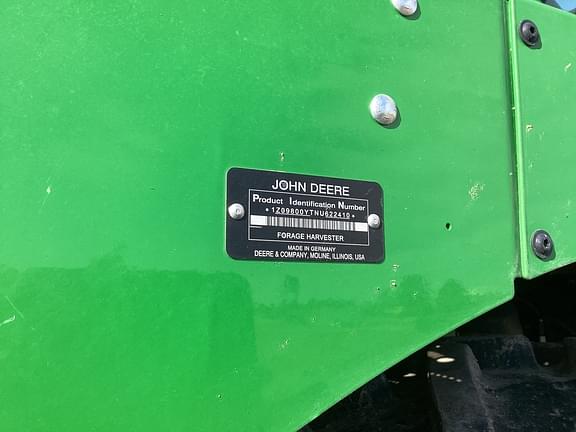 JOHN DEERE
Product Identification Number
*1Z09800YTNU622410*
FORAGE HARVESTER
MADE IN GERMANY
DEERE & COMPANY, MOLINE, ILLINOIS, USA